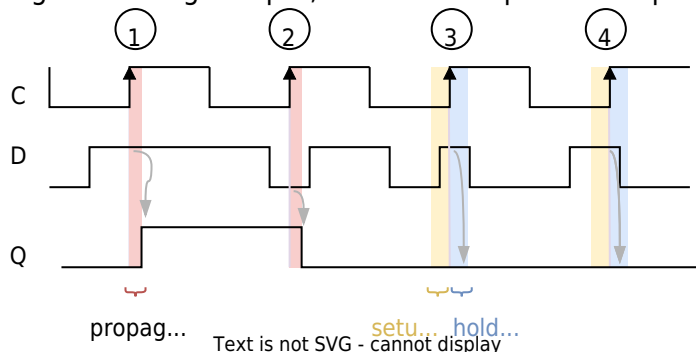 1 2 3 4
C
D
Q
propag... setu... hold...
Text is not SVG - cannot display